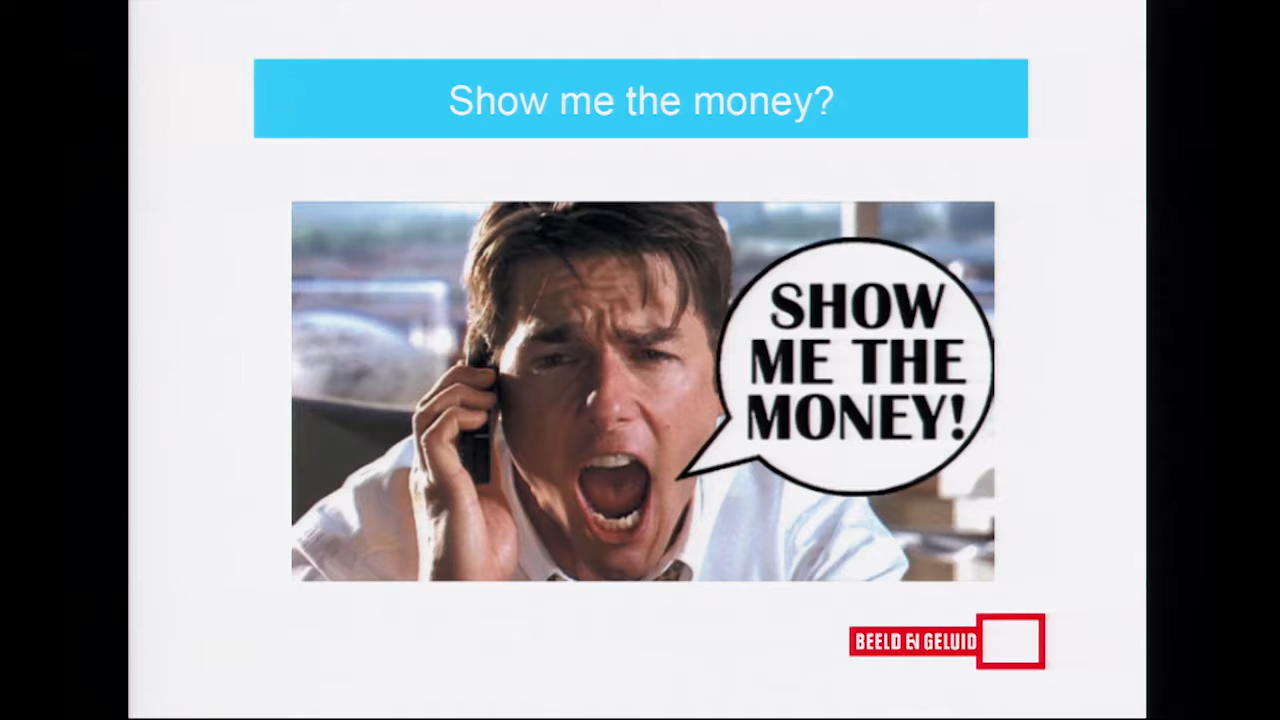 Show me the money?
SHOW
ME THE
MONEY!
BEELD EN GELUID